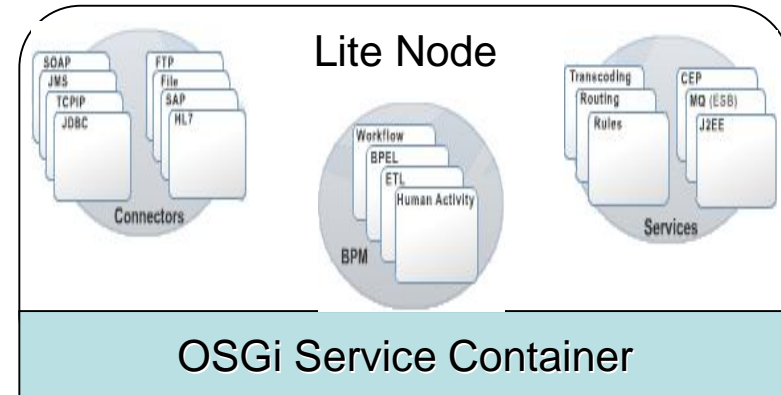 Lite Node
SOAP
JMS
TCPIP
JDBC
FTP
File
SAP
HL7
Connectors
Workflow
BPEL
ETL
Human Activity
BPM
Transcoding
Routing
Rules
CEP
MQ (ESB)
J2EE
Services
OSGi Service Container